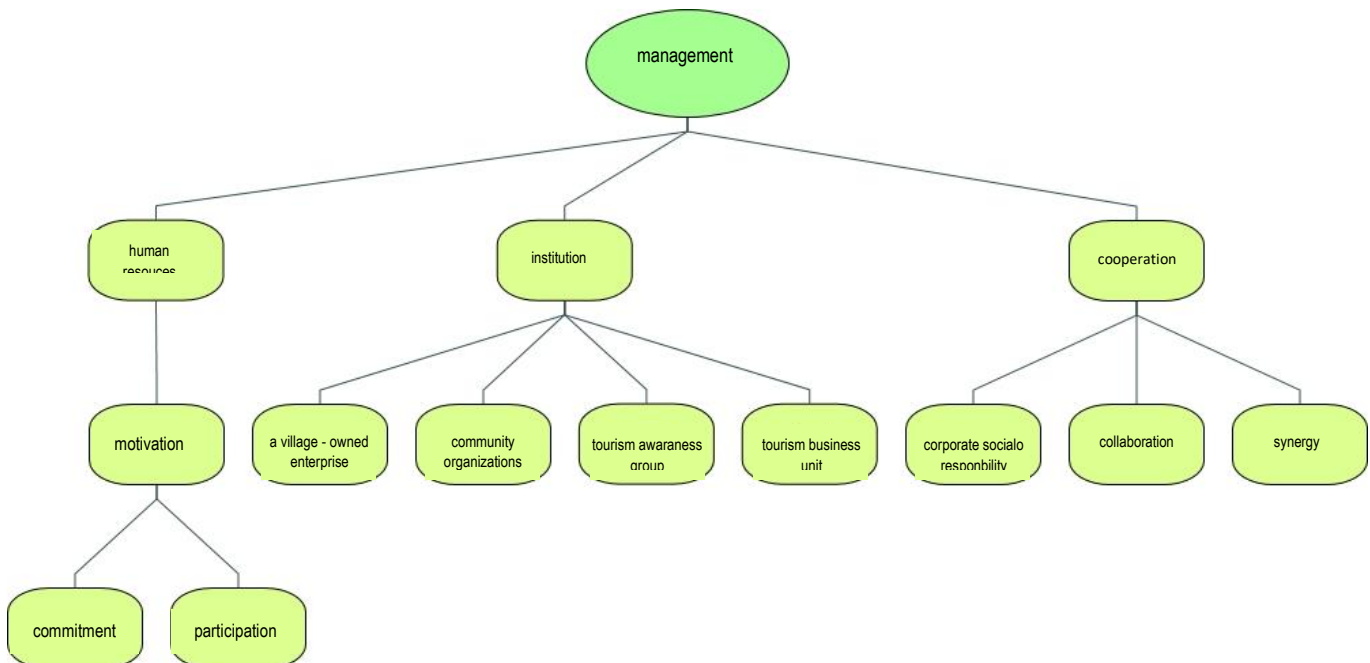 management
human
resouces
institution
cooperation
motivation
a village - owned
enterprise
community
organizations
tourism awaraness
group
tourism business
unit
corporate socialo
responbility
collaboration
synergy
commitment
participation